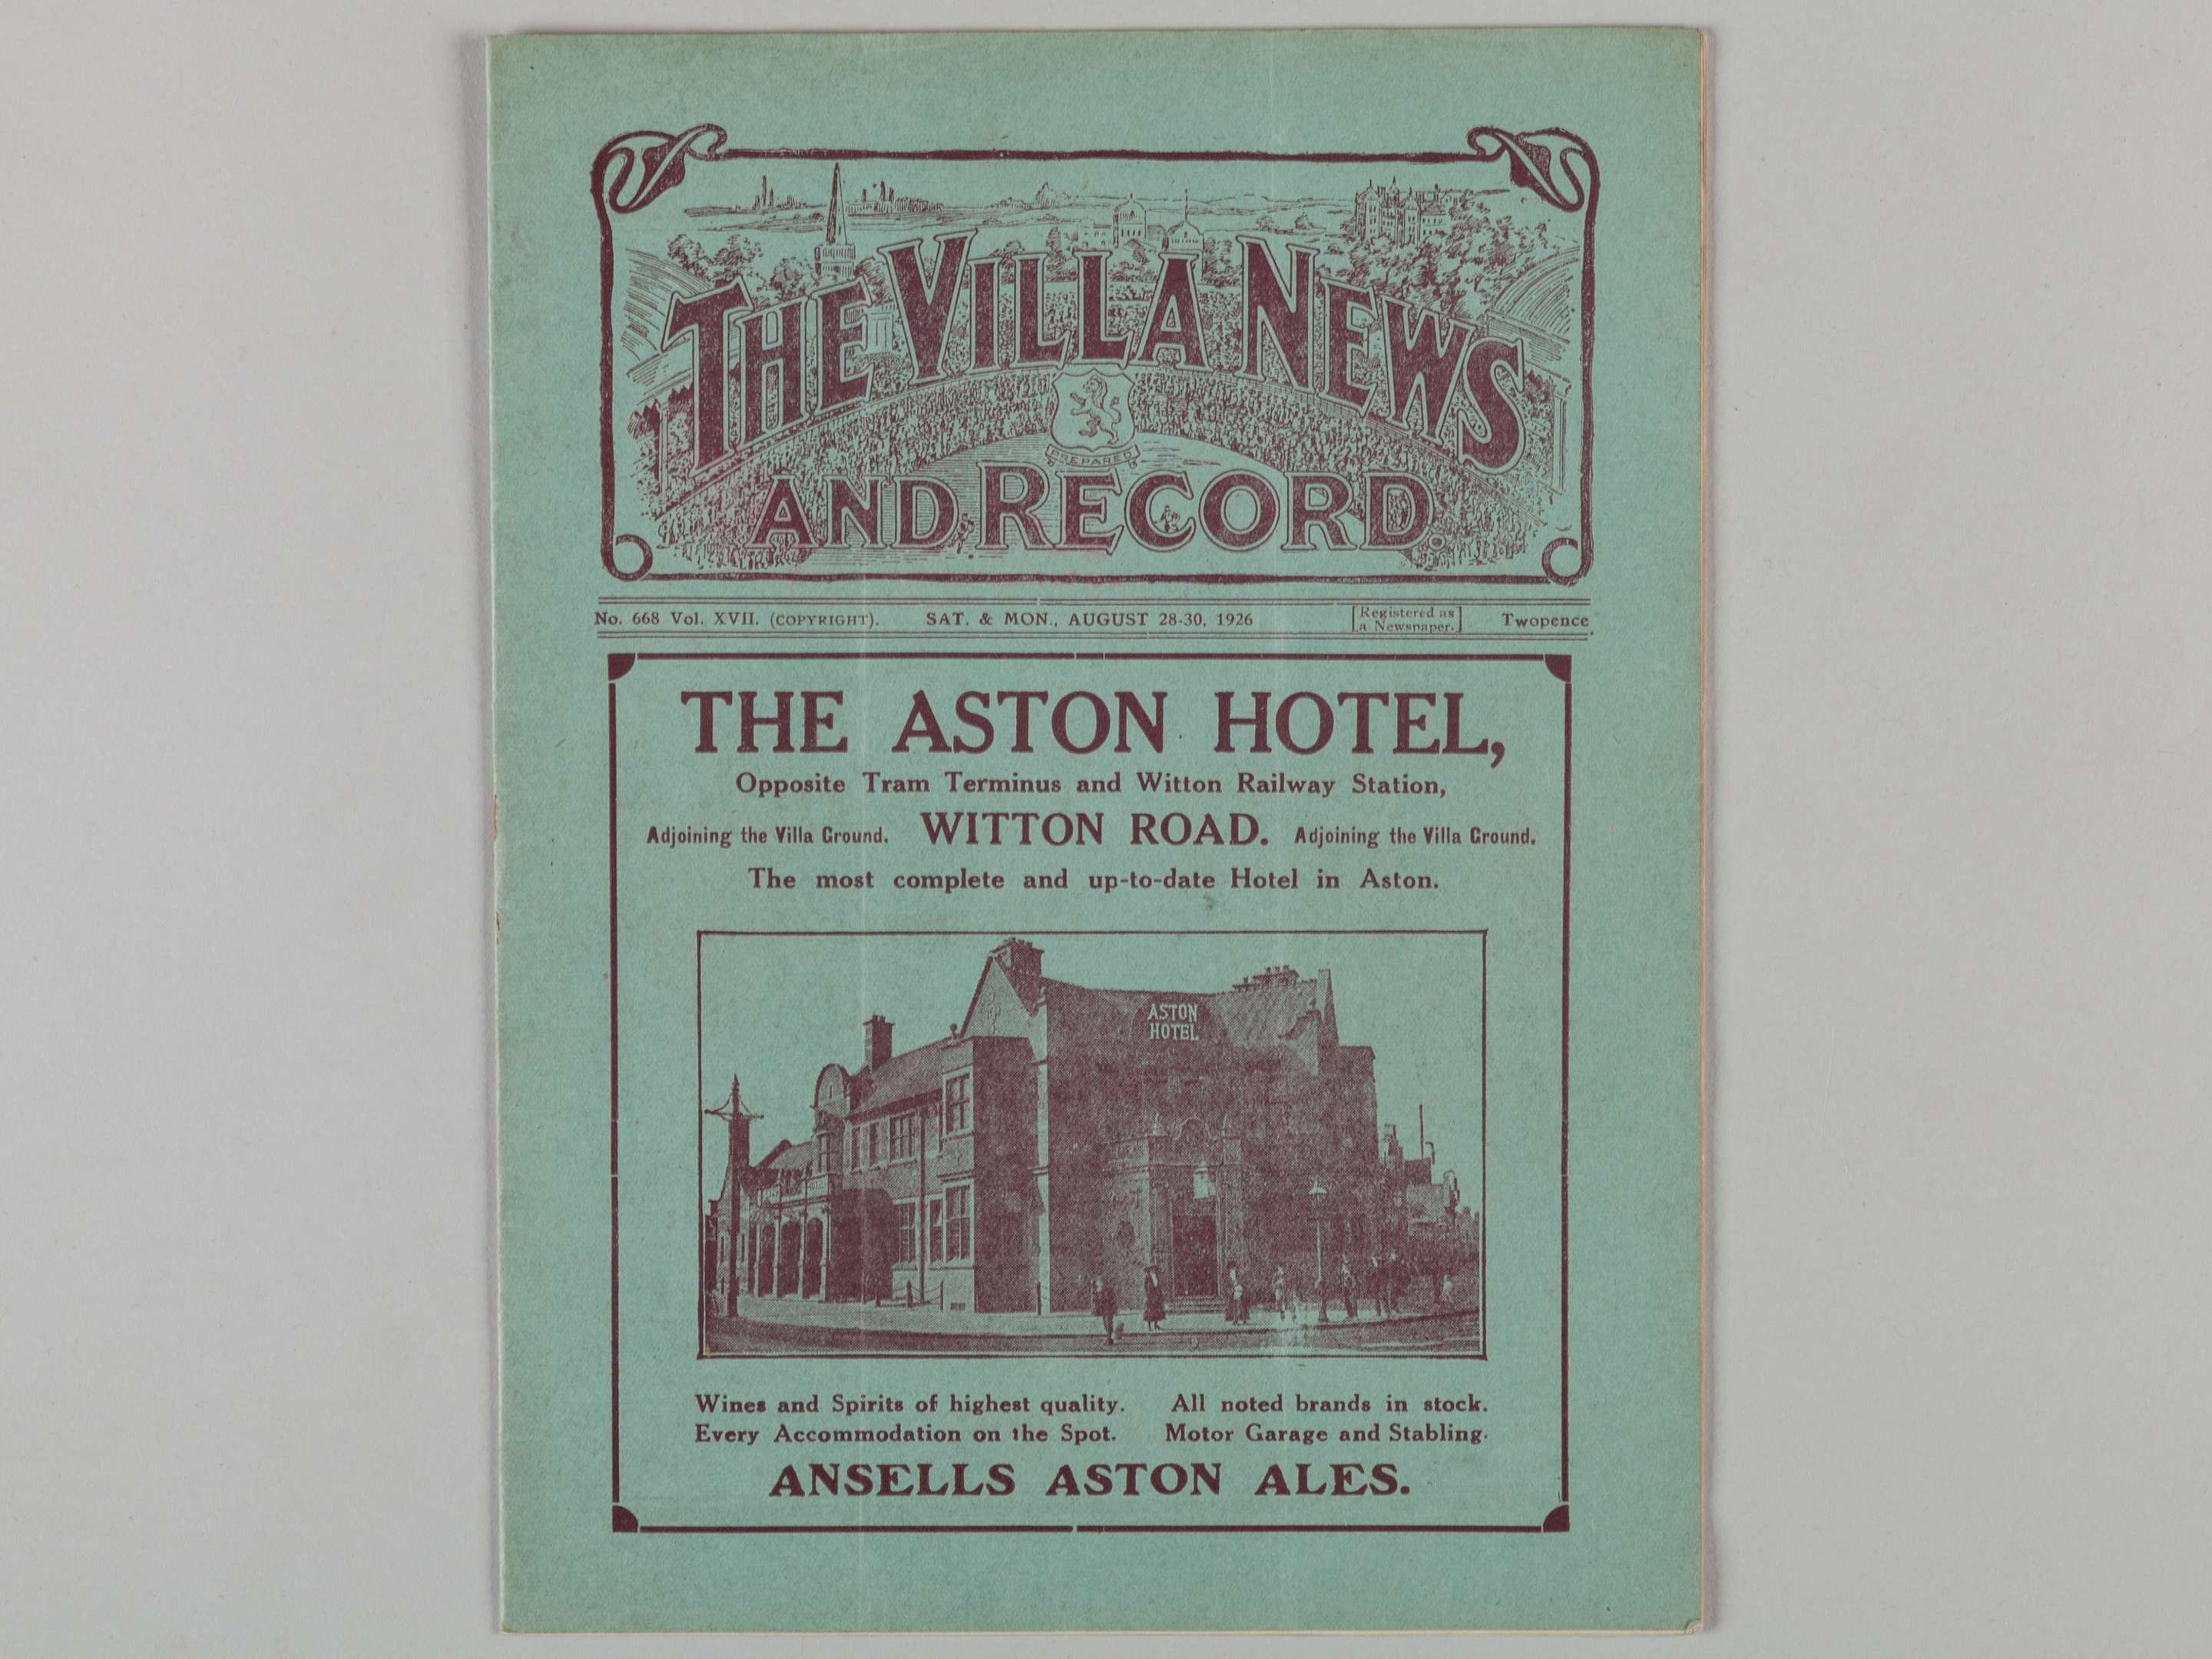 THE VILLA NEWS
PREPARED
AND RECORD.
No. 668 Vol. XVII. (COPYRIGHT). SAT. & MON., AUGUST 28-30, 1926 [Registered as a Newspaper.] Twopence
THE ASTON HOTEL,
Opposite Tram Terminus and Witton Railway Station,
Adjoining the Villa Ground. WITTON ROAD. Adjoining the Villa Ground.
The most complete and up-to-date Hotel in Aston.
ASTON
HOTEL
Wines and Spirits of highest quality. All noted brands in stock.
Every Accommodation on the Spot. Motor Garage and Stabling.
ANSELLS ASTON ALES.